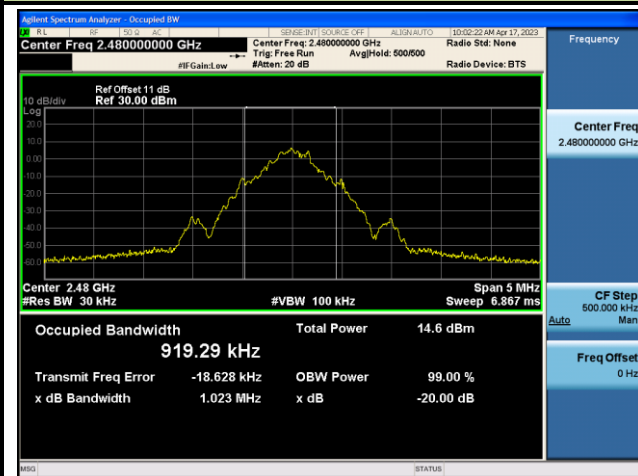 Agilent Spectrum Analyzer - Occupied BW
RL RF 50 Ω AC SENSE:INT SOURCE OFF ALIGN AUTO 10:02:22 AM Apr 17, 2023
Center Freq 2.480000000 GHz
Center Freq: 2.480000000 GHz Radio Std: None
Trig: Free Run Avg|Hold: 500/500
#IFGain:Low #Atten: 20 dB Radio Device: BTS
Ref Offset 11 dB
10 dB/div Ref 30.00 dBm
Log
20.0
10.0
0.00
-10.0
-20.0
-30.0
-40.0
-50.0
-60.0
Center 2.48 GHz Span 5 MHz
#Res BW 30 kHz #VBW 100 kHz Sweep 6.867 ms
Occupied Bandwidth Total Power 14.6 dBm
919.29 kHz
Transmit Freq Error -18.628 kHz OBW Power 99.00 %
x dB Bandwidth 1.023 MHz x dB -20.00 dB
MSG STATUS
Frequency
Center Freq
2.480000000 GHz
CF Step
500.000 kHz
Auto Man
Freq Offset
0 Hz